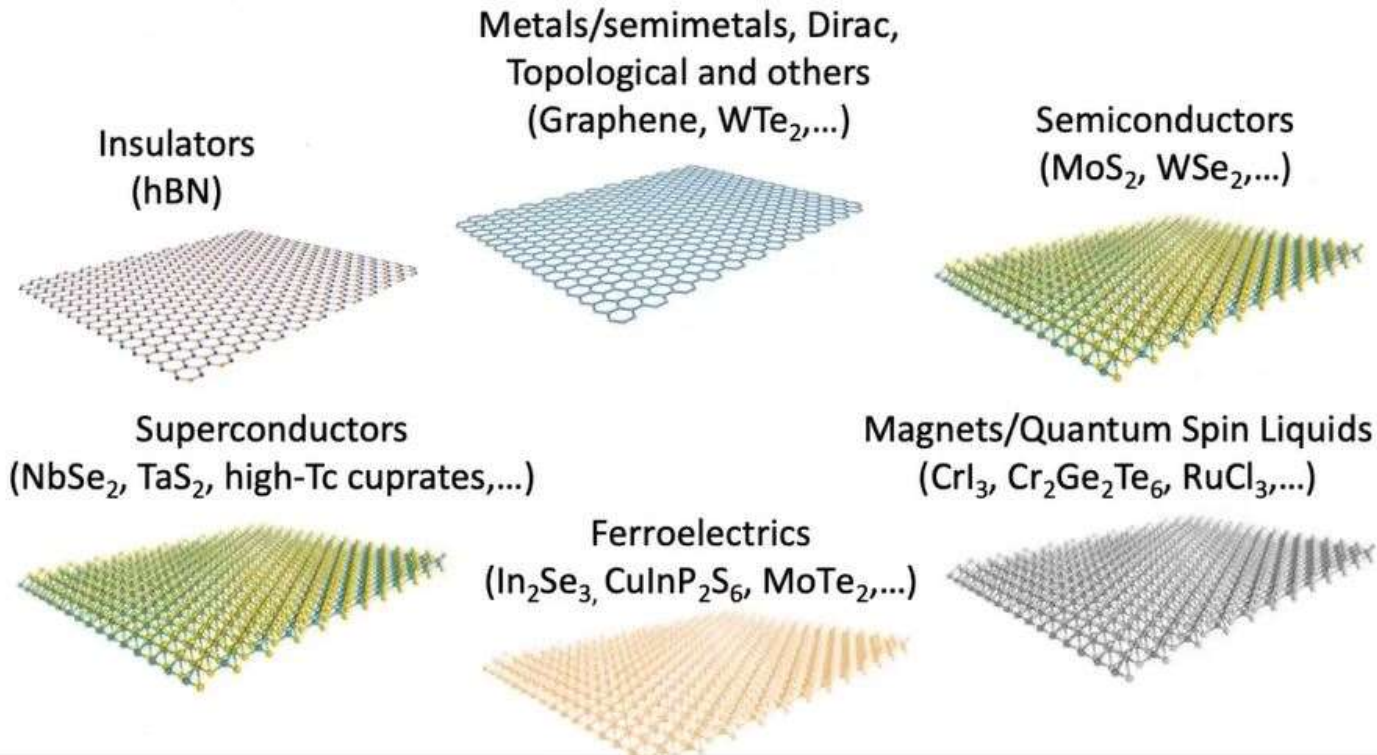 Metals/semimetals, Dirac,
Topological and others
(Graphene, WTe₂,...)
Insulators
(hBN)
Semiconductors
(MoS₂, WSe₂,...)
Superconductors
(NbSe₂, TaS₂, high-Tc cuprates,...)
Magnets/Quantum Spin Liquids
(CrI₃, Cr₂Ge₂Te₆, RuCl₃,...)
Ferroelectrics
(In₂Se₃, CuInP₂S₆, MoTe₂,...)